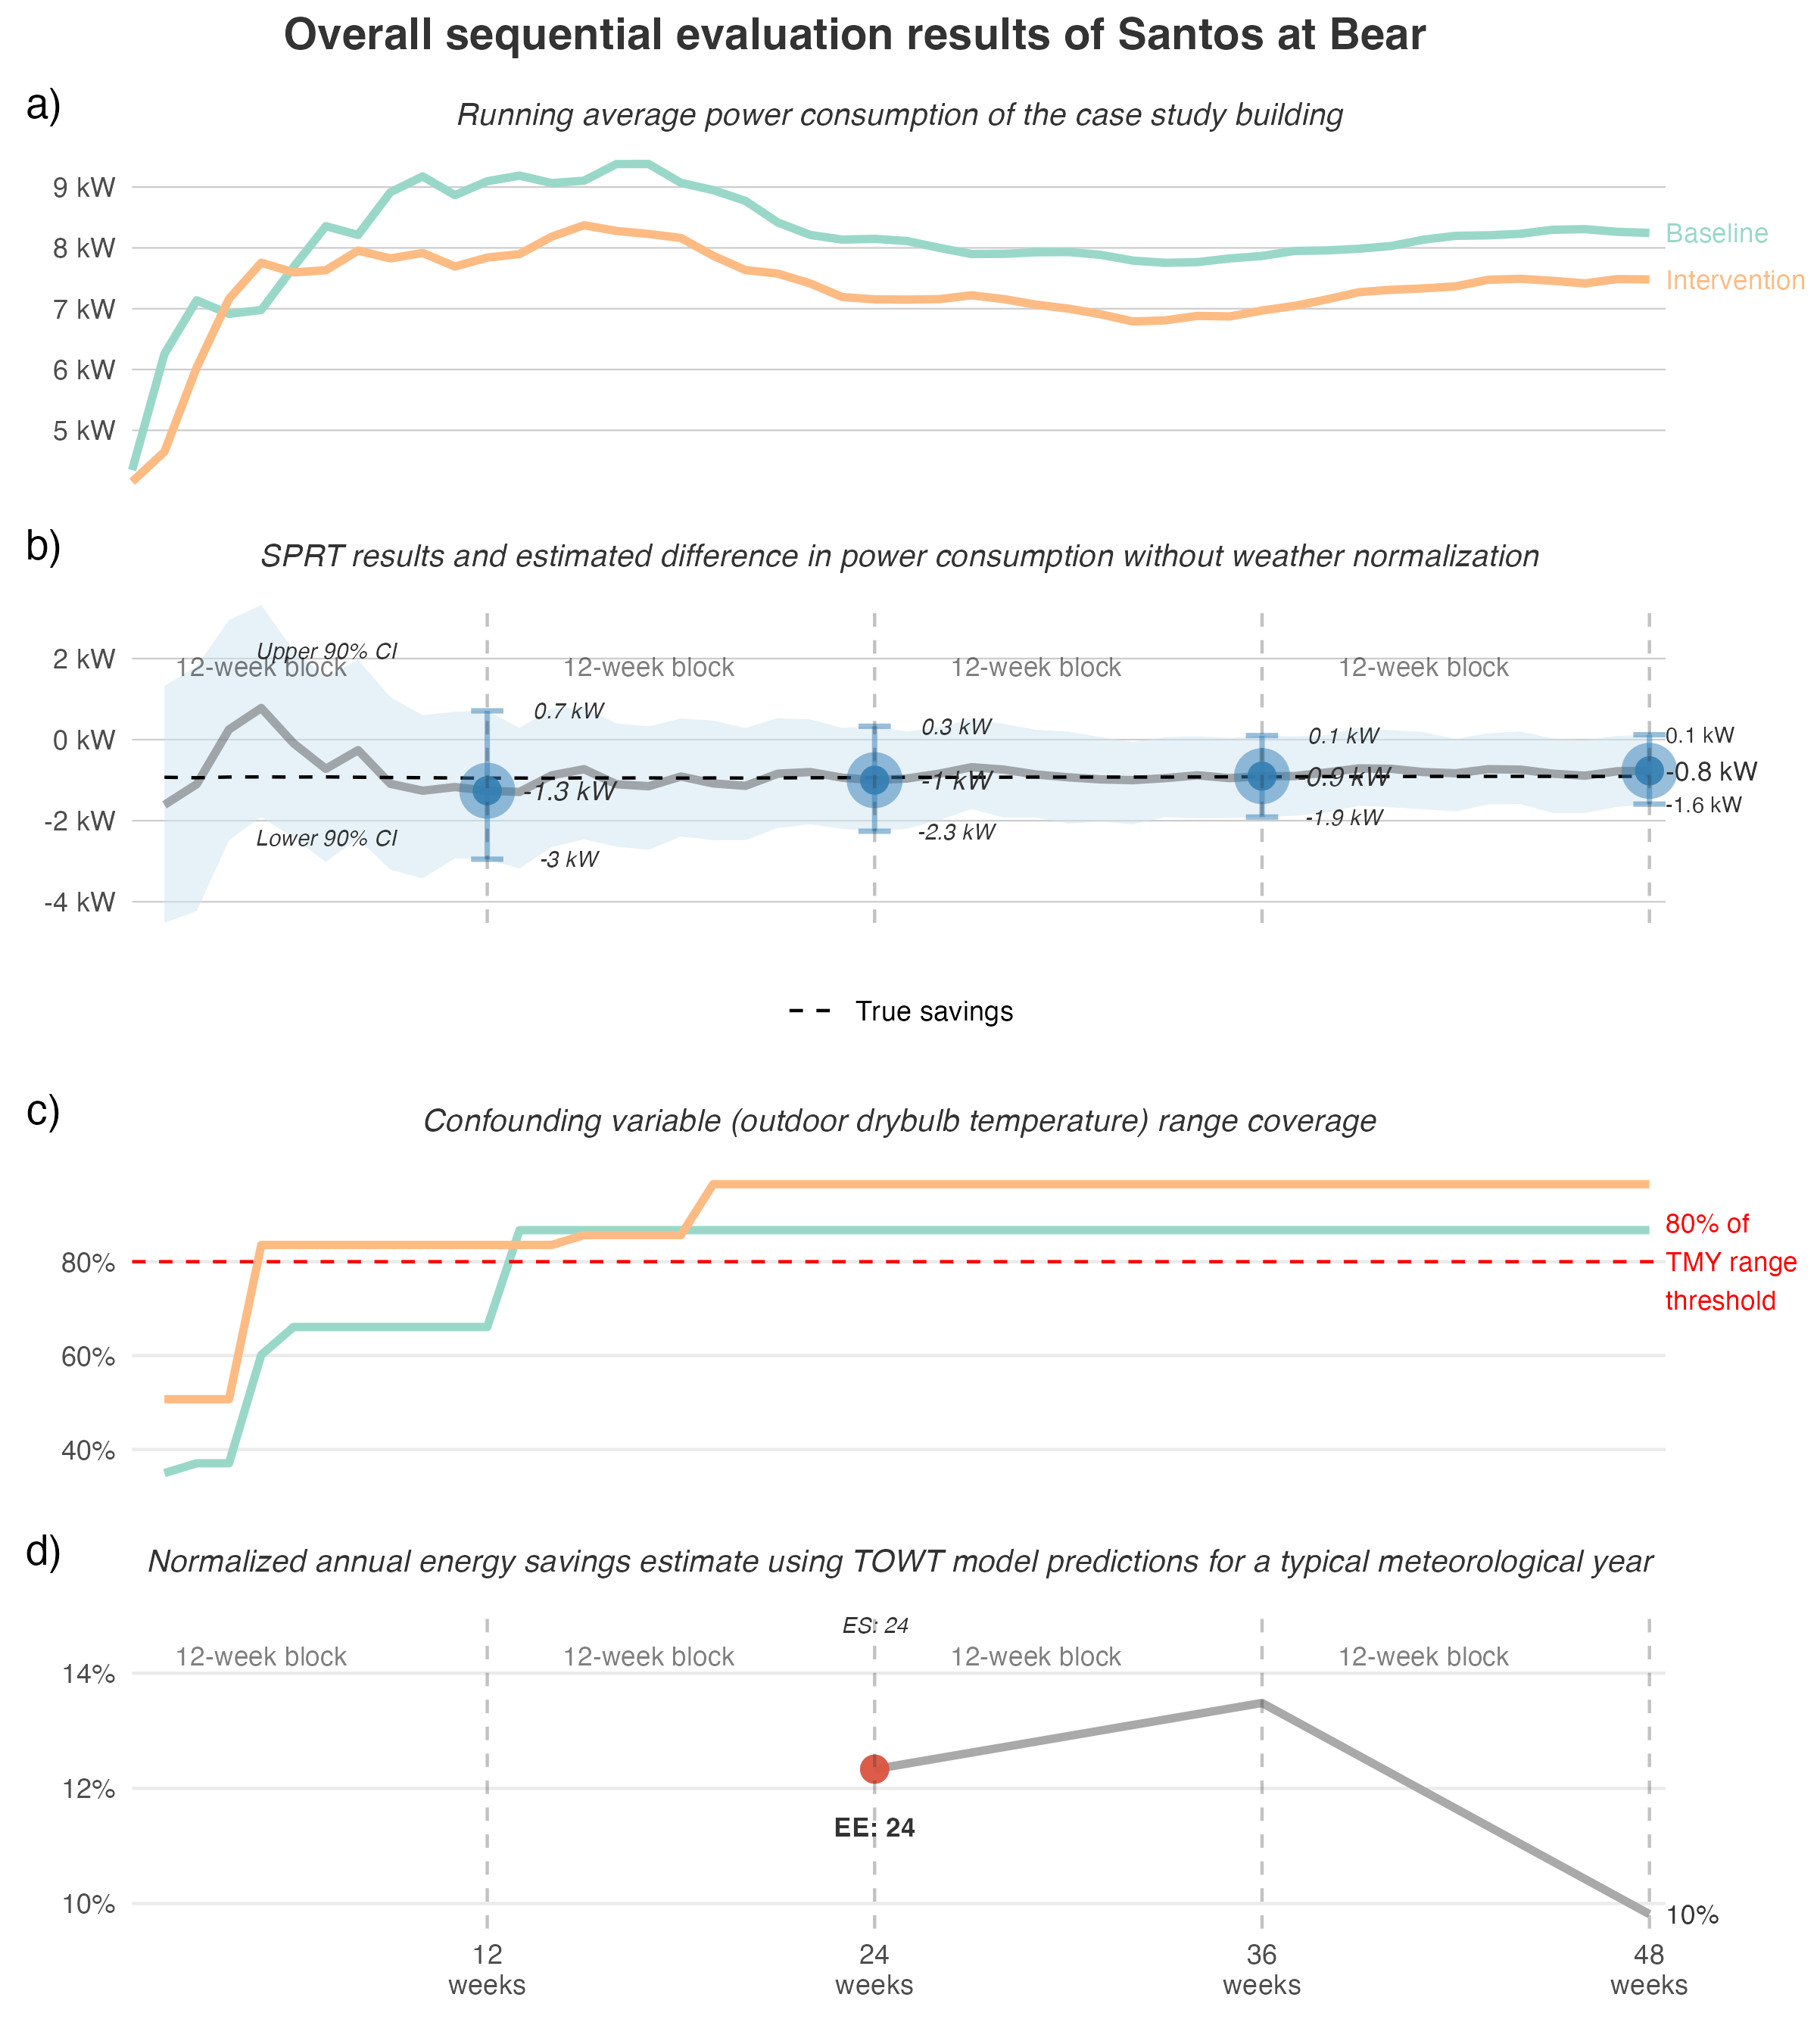 Overall sequential evaluation results of Santos at Bear
a)
Running average power consumption of the case study building
9 kW
8 kW
7 kW
6 kW
5 kW
Baseline
Intervention
b)
SPRT results and estimated difference in power consumption without weather normalization
2 kW
0 kW
-2 kW
-4 kW
Upper 90% CI
12-week block
12-week block
12-week block
12-week block
Lower 90% CI
0.7 kW
-1.3 kW
-3 kW
0.3 kW
-1 kW
-2.3 kW
0.1 kW
-0.9 kW
-1.9 kW
0.1 kW
-0.8 kW
-1.6 kW
True savings
c)
Confounding variable (outdoor drybulb temperature) range coverage
80%
60%
40%
80% of
TMY range
threshold
d)
Normalized annual energy savings estimate using TOWT model predictions for a typical meteorological year
ES: 24
12-week block
12-week block
12-week block
12-week block
14%
12%
10%
EE: 24
10%
12
weeks
24
weeks
36
weeks
48
weeks